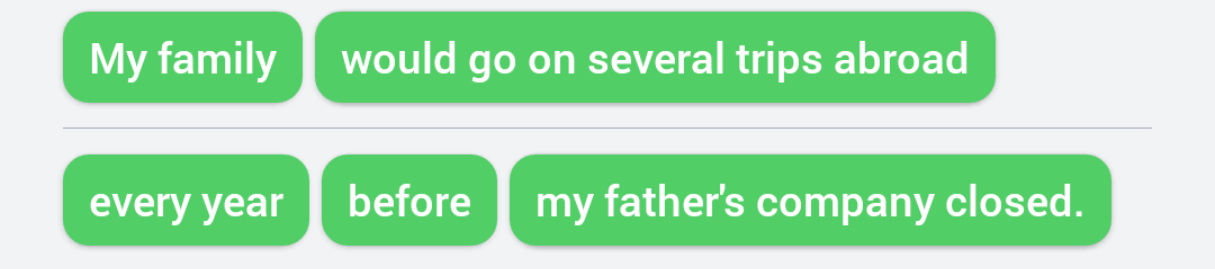 My family would go on several trips abroad
every year before my father's company closed.